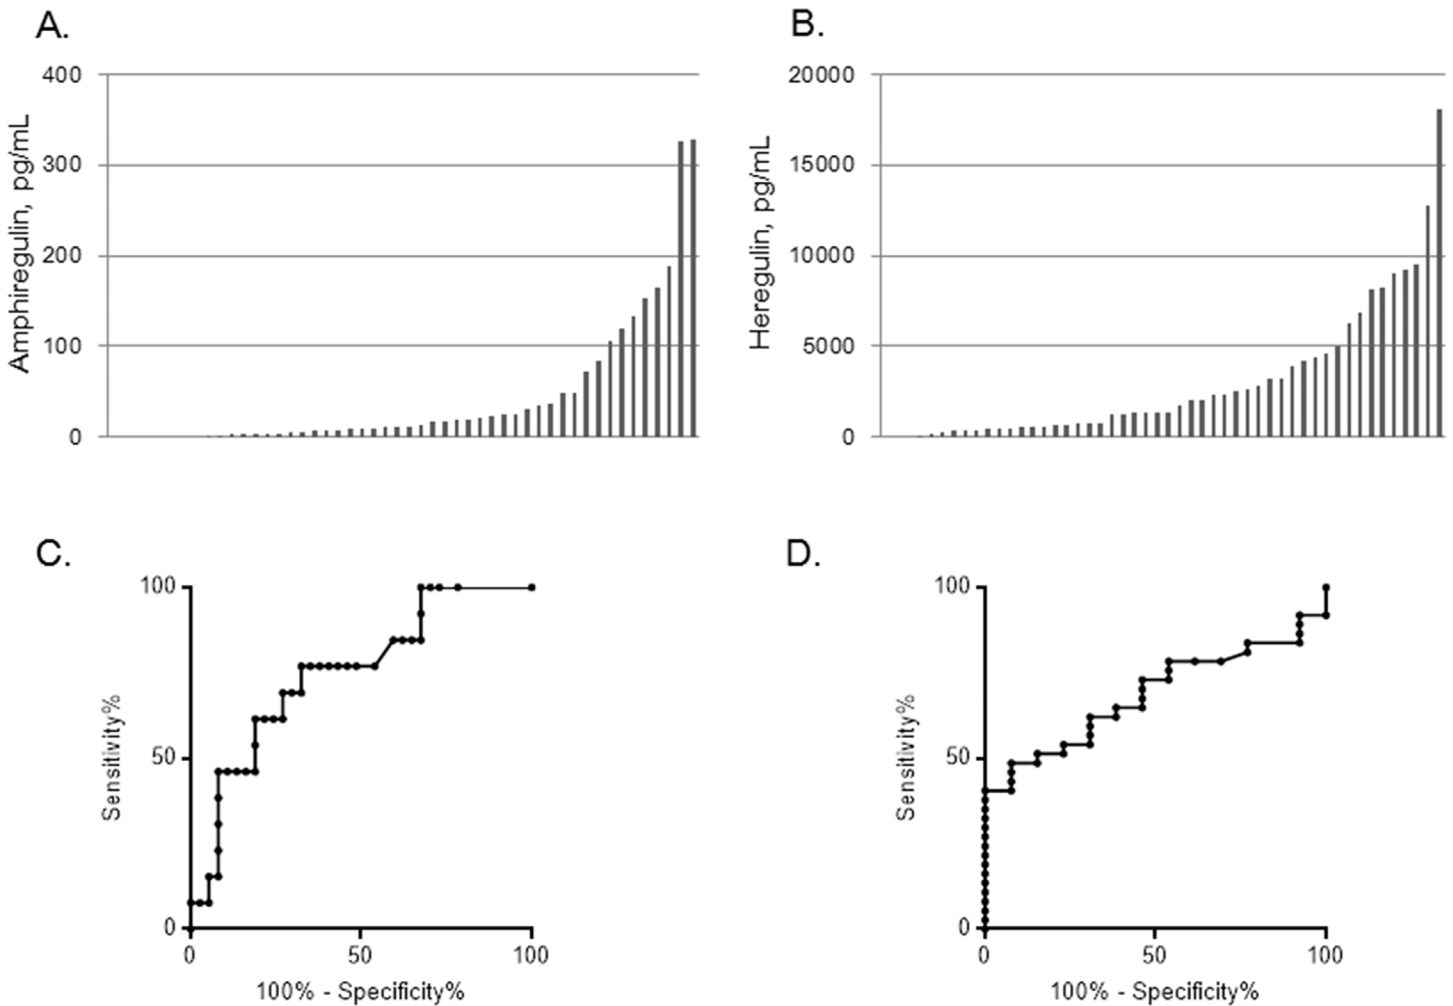 A.
Amphiregulin, pg/mL
400
300
200
100
0
B.
Heregulin, pg/mL
20000
15000
10000
5000
0
C.
Sensitivity%
100
50
0
0 50 100
100% - Specificity%
D.
Sensitivity%
100
50
0
0 50 100
100% - Specificity%